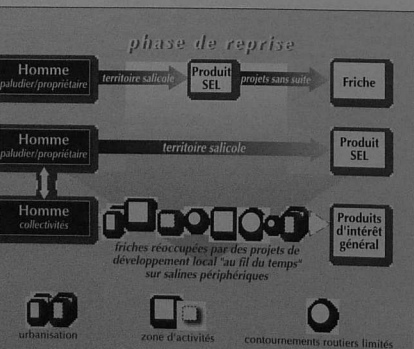 phase de reprise
Homme
paludier/propriétaire
territoire salicole
Produit
SEL
projets sans suite
Friche
Homme
paludier/propriétaire
territoire salicole
Produit
SEL
Homme
collectivités
Produits
d'intérêt
général
friches réoccupées par des projets de
développement local "au fil du temps"
sur salines périphériques
urbanisation
zone d'activités
contournements routiers limités